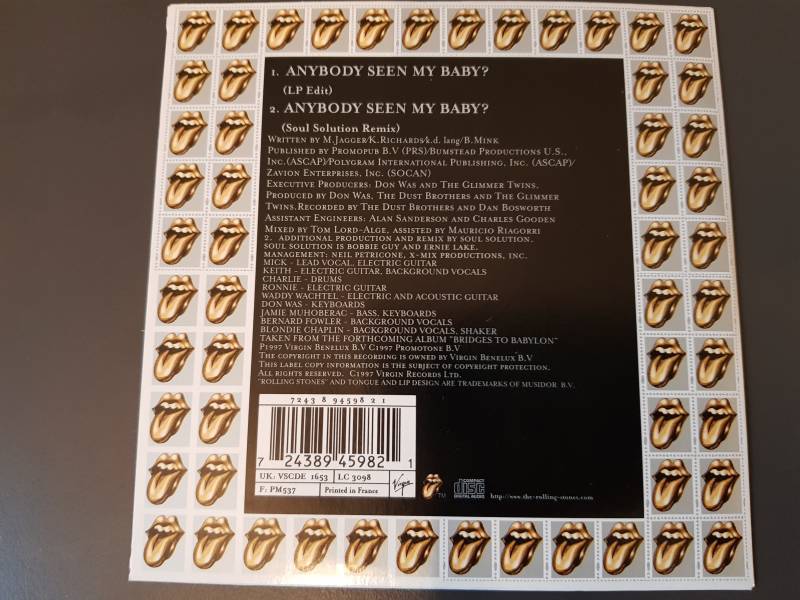 1. ANYBODY SEEN MY BABY?
(LP Edit)
2. ANYBODY SEEN MY BABY?
(Soul Solution Remix)
Written by M.Jagger/K.Richards/k.d. lang/B.Mink
Published by Promopub B.V (PRS)/Bumstead Productions U.S.,
Inc.(ASCAP)/Polygram International Publishing, Inc. (ASCAP)/
Zavion Enterprises, Inc. (SOCAN)
Executive Producers: Don Was and The Glimmer Twins.
Produced by Don Was, The Dust Brothers and The Glimmer
Twins.Recorded by The Dust Brothers and Dan Bosworth
Assistant Engineers: Alan Sanderson and Charles Gooden
Mixed by Tom Lord-Alge, assisted by Mauricio Riagorri
2. ADDITIONAL PRODUCTION AND REMIX BY SOUL SOLUTION.
SOUL SOLUTION IS BOBBIE GUY AND ERNIE LAKE.
MANAGEMENT: NEIL PETRICONE, X-MIX PRODUCTIONS, INC.
MICK - LEAD VOCAL, ELECTRIC GUITAR
KEITH - ELECTRIC GUITAR, BACKGROUND VOCALS
CHARLIE - DRUMS
RONNIE - ELECTRIC GUITAR
WADDY WACHTEL - ELECTRIC AND ACOUSTIC GUITAR
DON WAS - KEYBOARDS
JAMIE MUHOBERAC - BASS, KEYBOARDS
BERNARD FOWLER - BACKGROUND VOCALS
BLONDIE CHAPLIN - BACKGROUND VOCALS, SHAKER
TAKEN FROM THE FORTHCOMING ALBUM "BRIDGES TO BABYLON"
P1997 Virgin Benelux B.V C1997 Promotone B.V
The copyright in this recording is owned by Virgin Benelux B.V
This label copy information is the subject of copyright protection.
All rights reserved. C1997 Virgin Records Ltd.
"ROLLING STONES" AND TONGUE AND LIP DESIGN ARE TRADEMARKS OF MUSIDOR B.V.
7243 8 94598 2 1
7 24389 45982 1
UK: VSCDE 1653 LC 3098
F: PM537 Printed in France
Virgin
TM
COMPACT
disc
DIGITAL AUDIO
http://www.the-rolling-stones.com